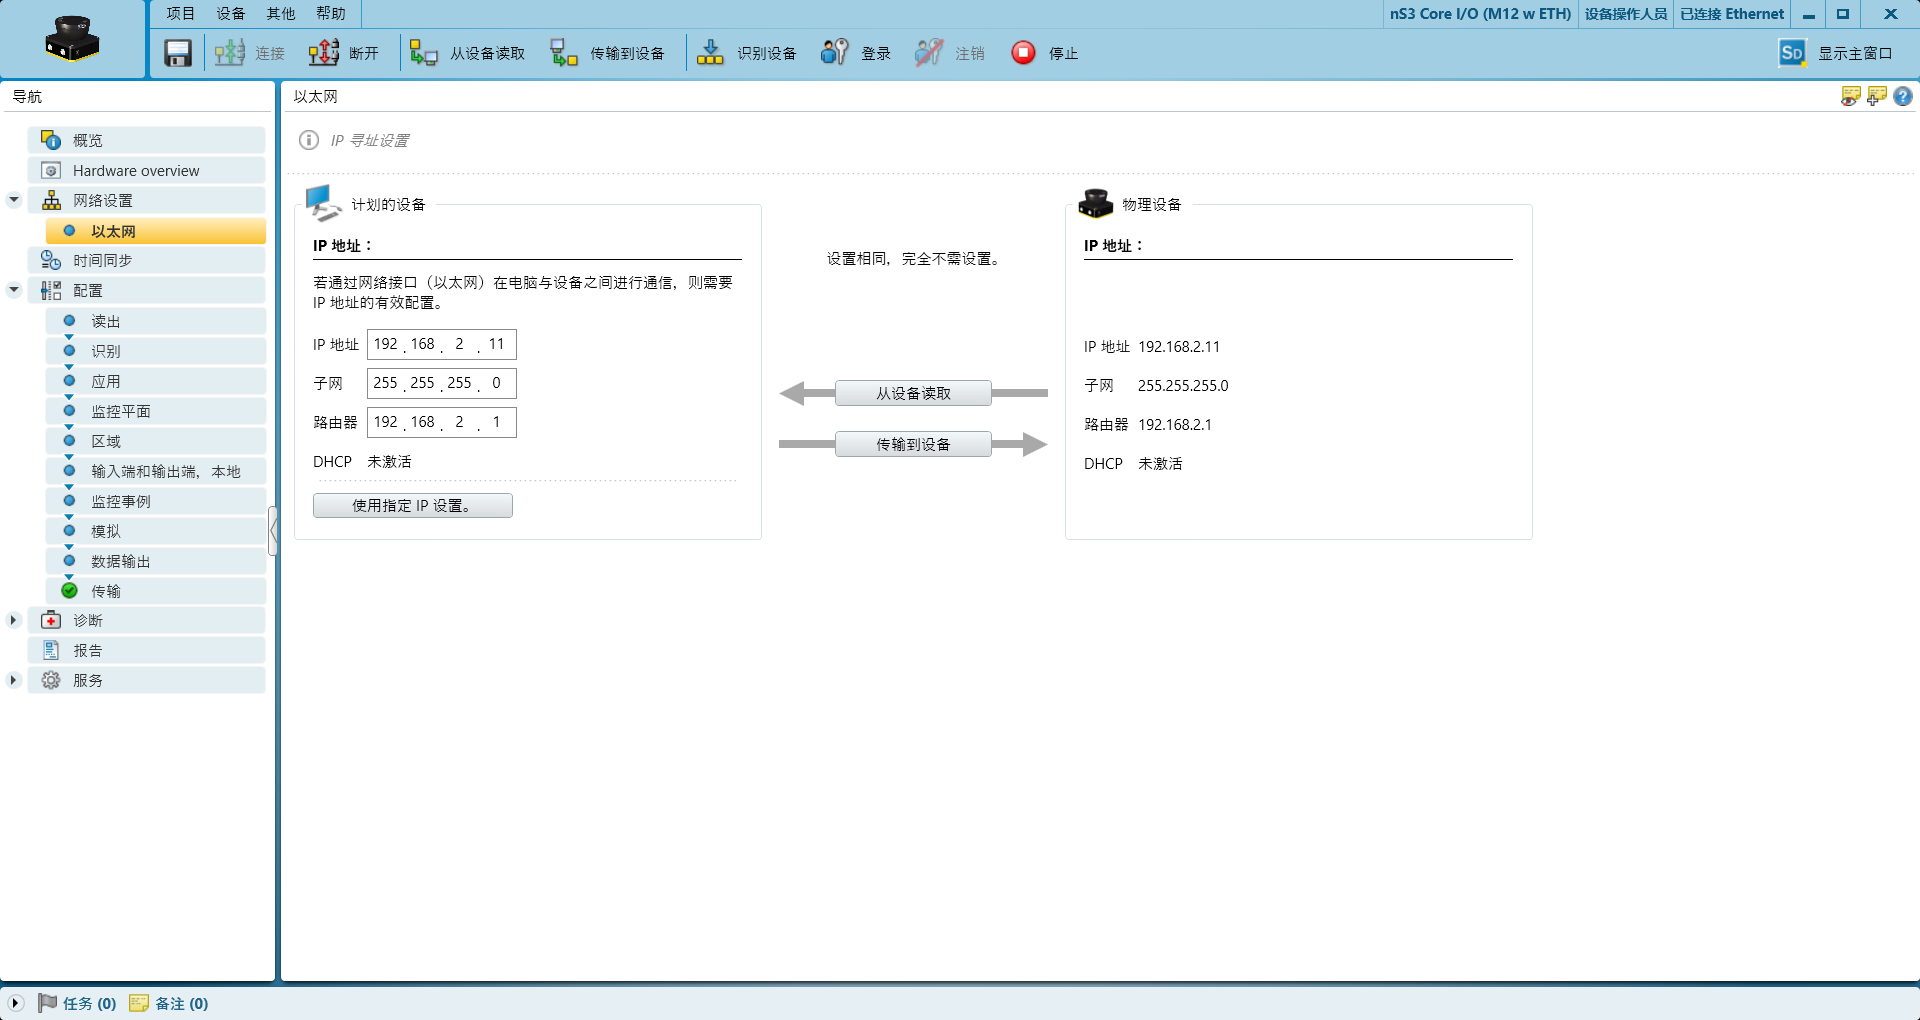 项目 设备 其他 帮助
nS3 Core I/O (M12 w ETH) 设备操作人员 已连接 Ethernet
连接 断开 从设备读取 传输到设备 识别设备 登录 注销 停止 SD 显示主窗口
导航
概览
Hardware overview
网络设置
以太网
时间同步
配置
读出
识别
应用
监控平面
区域
输入端和输出端，本地
监控事例
模拟
数据输出
传输
诊断
报告
服务
以太网
IP 寻址设置
计划的设备
IP 地址：
若通过网络接口（以太网）在电脑与设备之间进行通信，则需要
IP 地址的有效配置。
IP 地址 192 . 168 . 2 . 11
子网 255 . 255 . 255 . 0
路由器 192 . 168 . 2 . 1
DHCP 未激活
使用指定 IP 设置。
设置相同，完全不需设置。
从设备读取
传输到设备
物理设备
IP 地址：
IP 地址 192.168.2.11
子网 255.255.255.0
路由器 192.168.2.1
DHCP 未激活
任务 (0) 备注 (0)